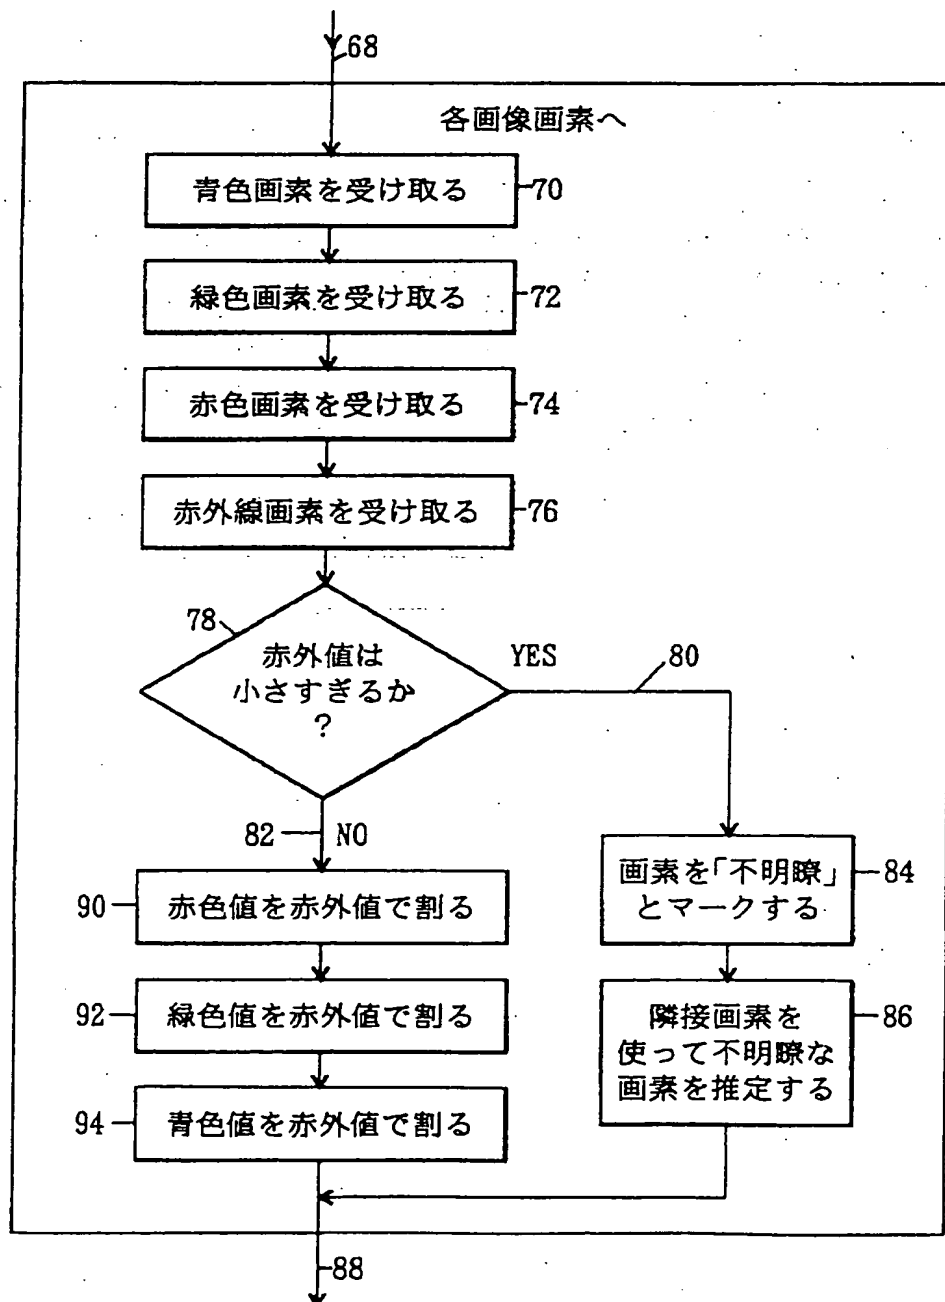 68
各画像画素へ
青色画素を受け取る
70
緑色画素を受け取る
72
赤色画素を受け取る
74
赤外線画素を受け取る
76
78
赤外値は
小さすぎるか
?
YES
80
82
NO
90
赤色値を赤外値で割る
画素を「不明瞭」
とマークする
84
92
緑色値を赤外値で割る
隣接画素を
使って不明瞭な
画素を推定する
86
94
青色値を赤外値で割る
88